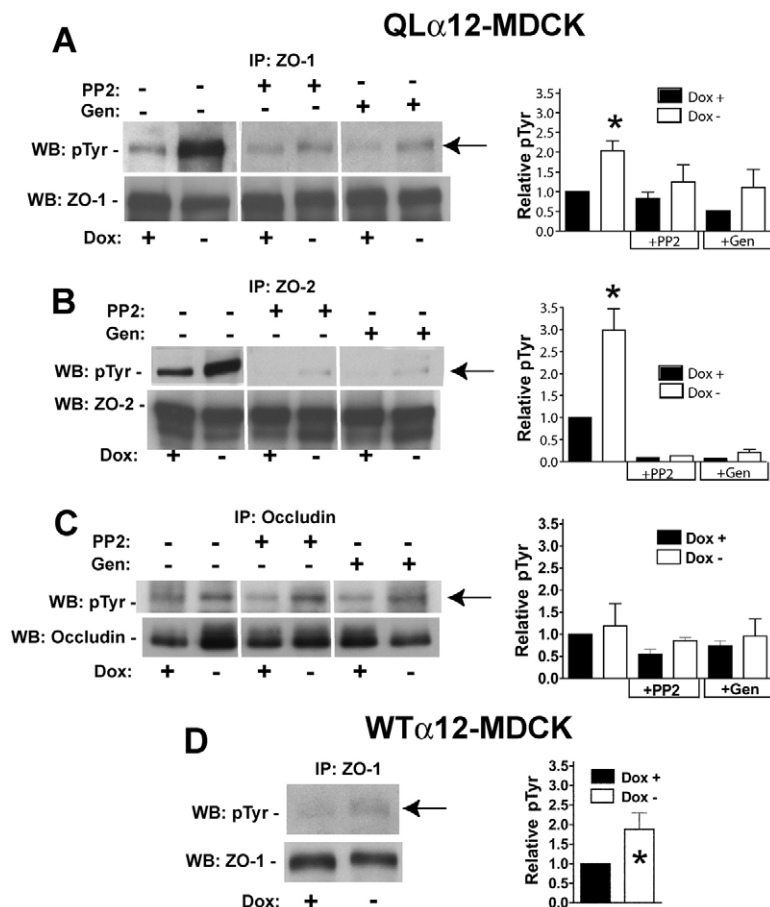 QLα12-MDCK
A
IP: ZO-1
PP2: - - + + - -
Gen: - - - - + +
WB: pTyr -
WB: ZO-1 -
Dox: + - + - + -
Relative pTyr
3.5
3.0
2.5
2.0
1.5
1.0
0.5
0.0
*
Dox +
Dox -
+PP2
+Gen
B
IP: ZO-2
PP2: - - + + - -
Gen: - - - - + +
WB: pTyr -
WB: ZO-2 -
Dox: + - + - + -
Relative pTyr
3.5
3.0
2.5
2.0
1.5
1.0
0.5
0.0
*
Dox +
Dox -
+PP2
+Gen
C
IP: Occludin
PP2: - - + + - -
Gen: - - - - + +
WB: pTyr -
WB: Occludin -
Dox: + - + - + -
Relative pTyr
3.5
3.0
2.5
2.0
1.5
1.0
0.5
0.0
Dox +
Dox -
+PP2
+Gen
WTα12-MDCK
D
IP: ZO-1
WB: pTyr -
WB: ZO-1 -
Dox: + -
Relative pTyr
3.5
3.0
2.5
2.0
1.5
1.0
0.5
0.0
Dox +
Dox -
*